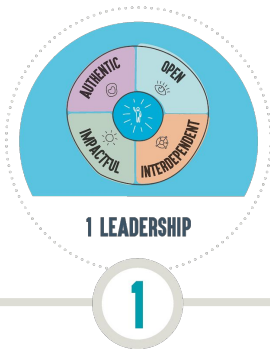 AUTHENTIC
OPEN
IMPACTFUL
INTERDEPENDENT
1 LEADERSHIP
1